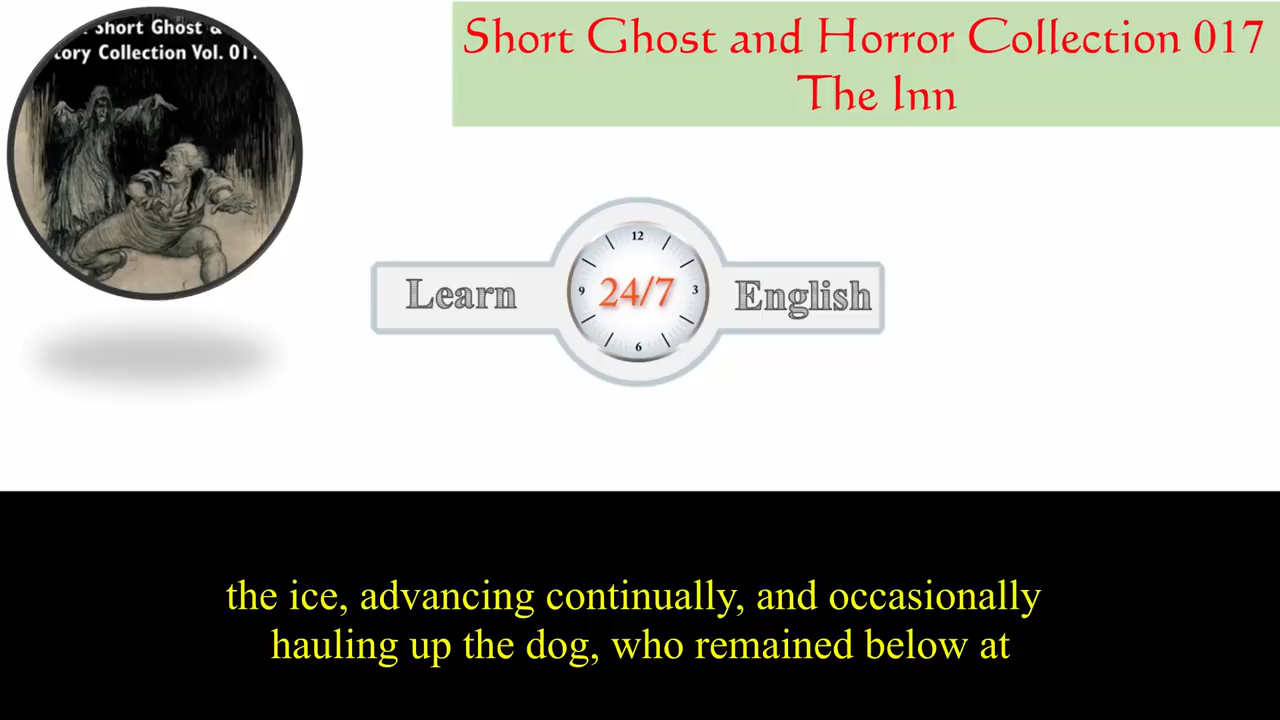 Short Ghost &
tory Collection Vol. 01
Short Ghost and Horror Collection 017
The Inn
Learn
24/7
English
12
9
3
6
the ice, advancing continually, and occasionally
hauling up the dog, who remained below at